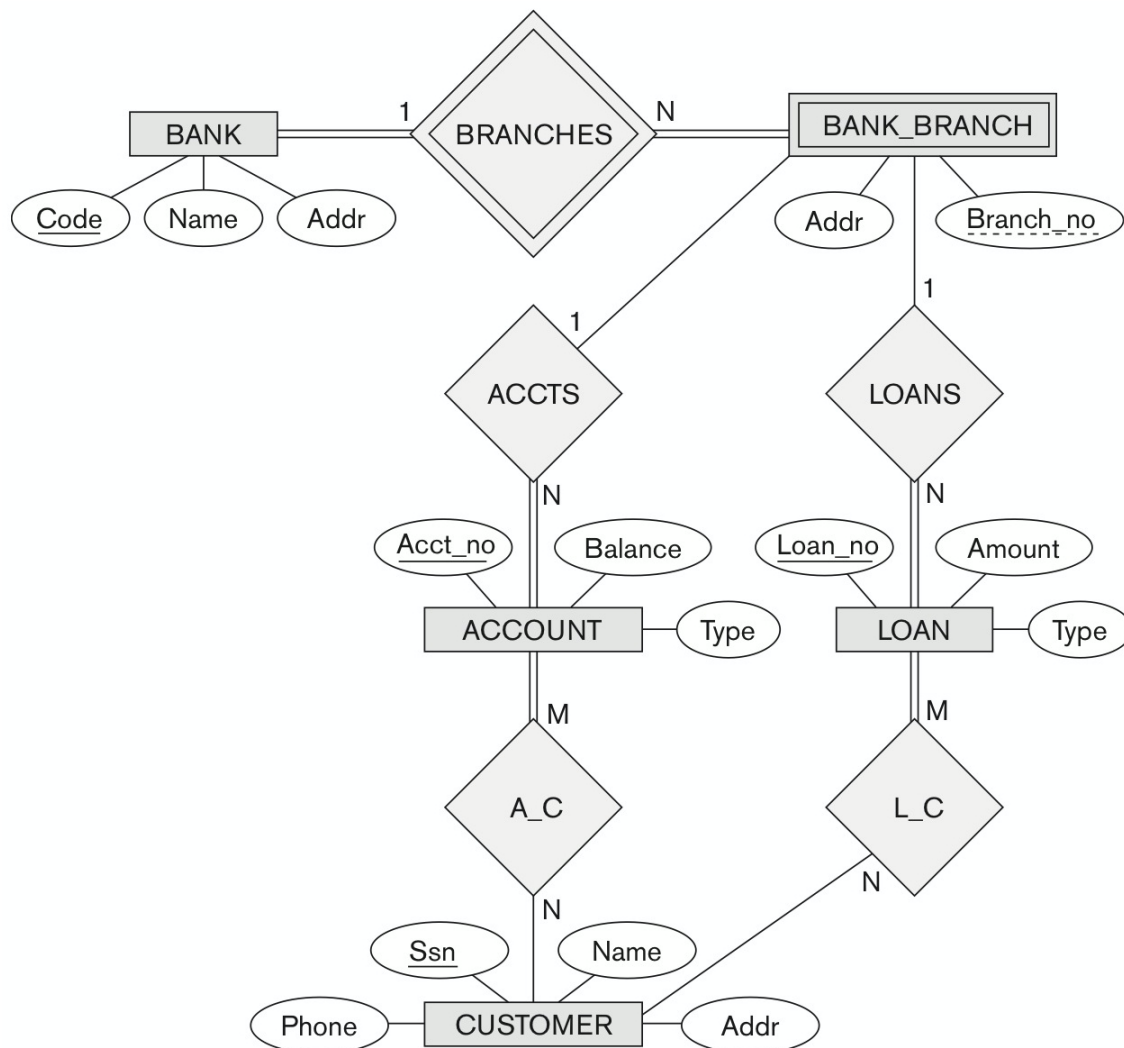 1
N
BANK
BRANCHES
BANK_BRANCH
Code
Name
Addr
Addr
Branch_no
1
1
ACCTS
LOANS
N
N
Acct_no
Balance
Loan_no
Amount
ACCOUNT
Type
LOAN
Type
M
M
A_C
L_C
N
N
Ssn
Name
Phone
CUSTOMER
Addr